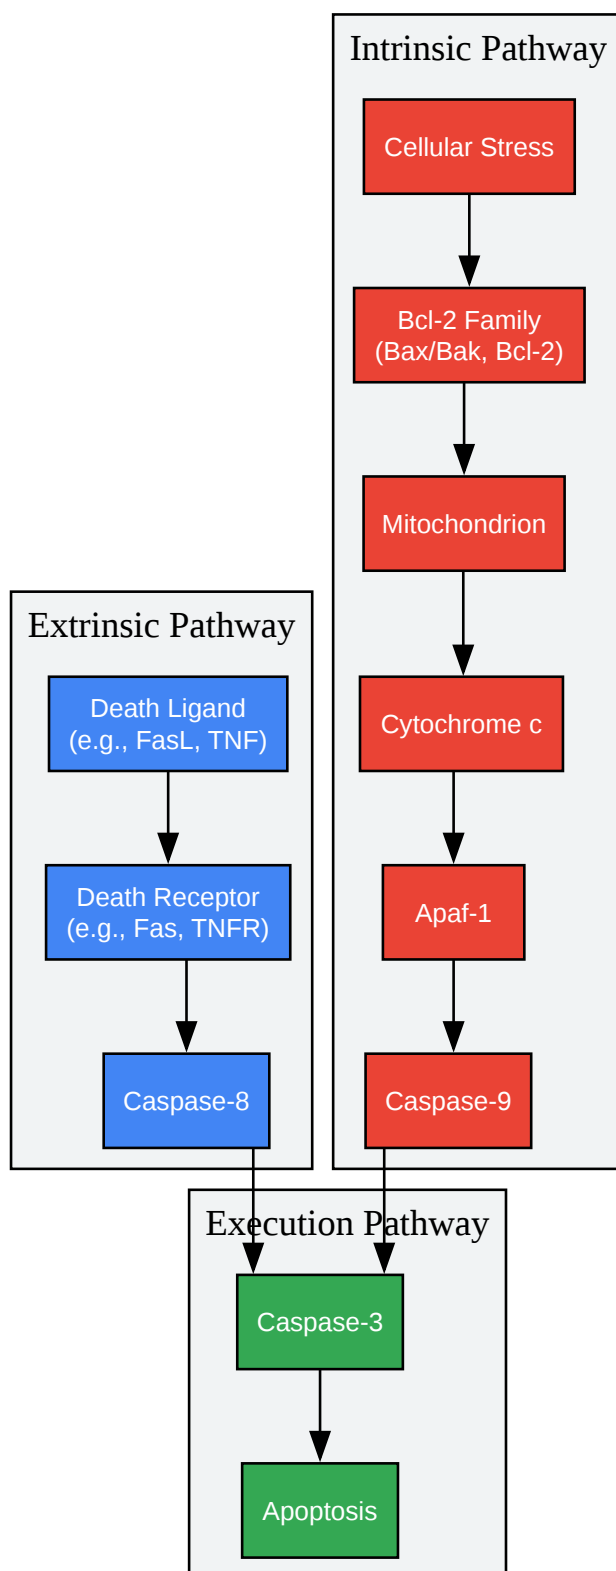 Intrinsic Pathway
Cellular Stress
Bcl-2 Family
(Bax/Bak, Bcl-2)
Mitochondrion
Cytochrome c
Apaf-1
Caspase-9
Extrinsic Pathway
Death Ligand
(e.g., FasL, TNF)
Death Receptor
(e.g., Fas, TNFR)
Caspase-8
Execution Pathway
Caspase-3
Apoptosis